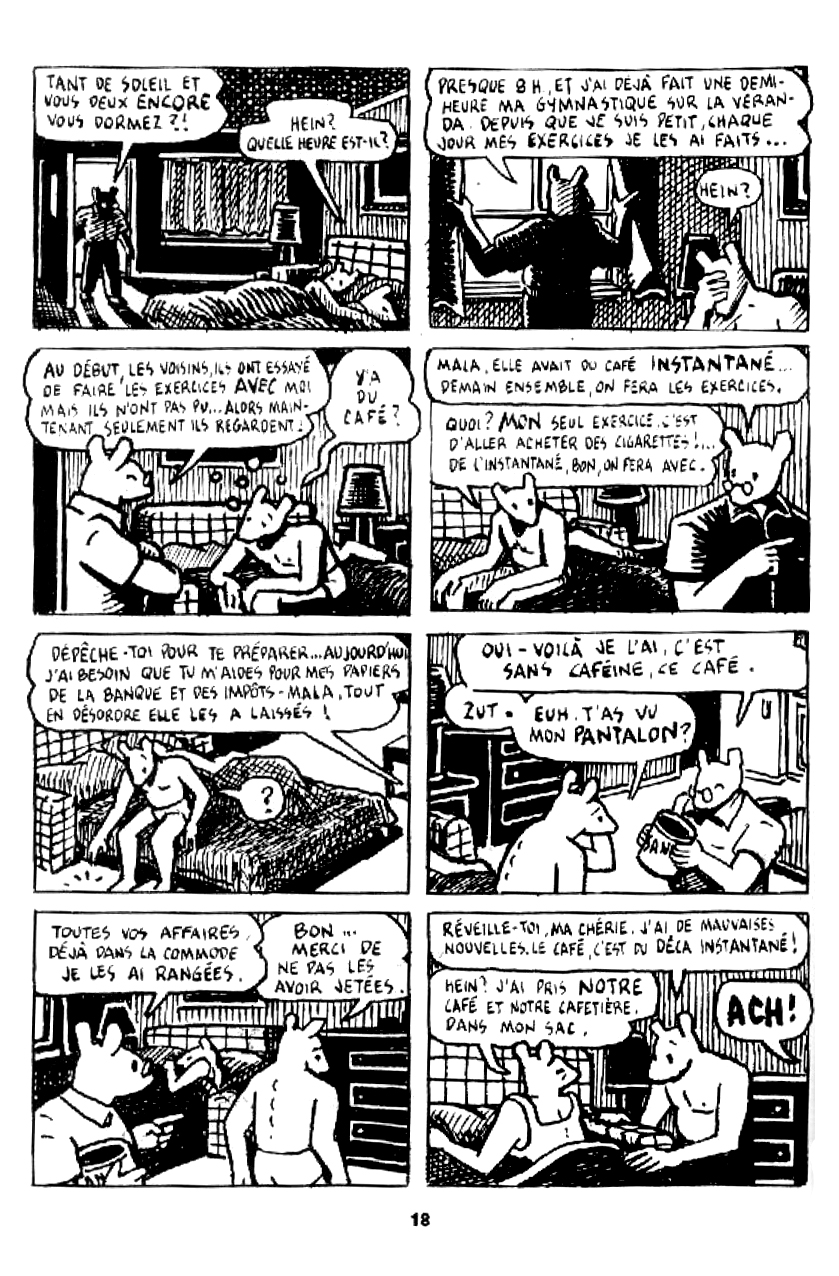 TANT DE SOLEIL ET
VOUS DEUX ENCORE
VOUS DORMEZ ?!
HEIN?
QUELLE HEURE EST-IL?
PRESQUE 8 H, ET J'AI DÉJÀ FAIT UNE DEMI-
HEURE MA GYMNASTIQUE SUR LA VÉRAN-
DA. DEPUIS QUE JE SUIS PETIT, CHAQUE
JOUR MES EXERCICES JE LES AI FAITS...
HEIN?
AU DÉBUT, LES VOISINS, ILS ONT ESSAYÉ
DE FAIRE LES EXERCICES AVEC MOI
MAIS ILS N'ONT PAS PU... ALORS MAIN-
TENANT SEULEMENT ILS REGARDENT!
Y'A
DU
CAFÉ?
MALA, ELLE AVAIT DU CAFÉ INSTANTANÉ...
DEMAIN ENSEMBLE, ON FERA LES EXERCICES.
QUOI? MON SEUL EXERCICE, C'EST
D'ALLER ACHETER DES CIGARETTES!...
DE L'INSTANTANÉ, BON, ON FERA AVEC.
DÉPÊCHE-TOI POUR TE PRÉPARER... AUJOURD'HUI
J'AI BESOIN QUE TU M'AIDES POUR MES PAPIERS
DE LA BANQUE ET DES IMPÔTS - MALA, TOUT
EN DÉSORDRE ELLE LES A LAISSÉS!
?
OUI - VOILÀ JE L'AI, C'EST
SANS CAFÉINE, CE CAFÉ.
ZUT.
EUH. T'AS VU
MON PANTALON?
SANK
TOUTES VOS AFFAIRES,
DÉJÀ DANS LA COMMODE
JE LES AI RANGÉES.
BON...
MERCI DE
NE PAS LES
AVOIR JETÉES.
RÉVEILLE-TOI, MA CHÉRIE. J'AI DE MAUVAISES
NOUVELLES. LE CAFÉ, C'EST DU DÉCA INSTANTANÉ!
HEIN? J'AI PRIS NOTRE
CAFÉ ET NOTRE CAFETIÈRE.
DANS MON SAC.
ACH!
18